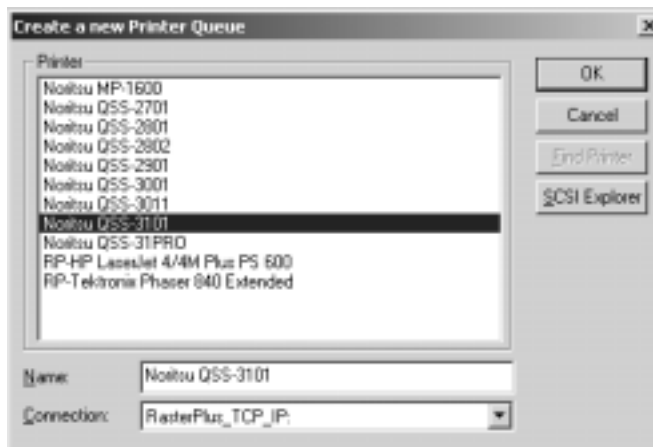 Create a new Printer Queue
Printer
Noritsu MP-1600
Noritsu QSS-2701
Noritsu QSS-2801
Noritsu QSS-2802
Noritsu QSS-2901
Noritsu QSS-3001
Noritsu QSS-3011
Noritsu QSS-3101
Noritsu QSS-31PRO
RP-HP LaserJet 4/4M Plus PS 600
RP-Tektronix Phaser 840 Extended
Name: Noritsu QSS-3101
Connection: RasterPlus_TCP_IP:
OK
Cancel
Find Printer
SCSI Explorer